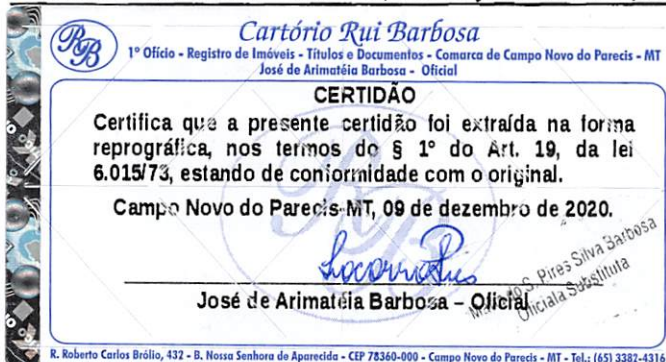 RB
Cartório Rui Barbosa
1º Ofício - Registro de Imóveis - Títulos e Documentos - Comarca de Campo Novo do Parecis - MT
José de Arimatéia Barbosa - Oficial
CERTIDÃO
Certifica que a presente certidão foi extraída na forma
reprográfica, nos termos do § 1º do Art. 19, da lei
6.015/73, estando de conformidade com o original.
Campo Novo do Parecis-MT, 09 de dezembro de 2020.
S. Pires Silva Barbosa
Oficiala Substituta
José de Arimatéia Barbosa – Oficial
R. Roberto Carlos Brólio, 432 - B. Nossa Senhora de Aparecida - CEP 78360-000 - Campo Novo do Parecis - MT - Tel.: (65) 3382-4316